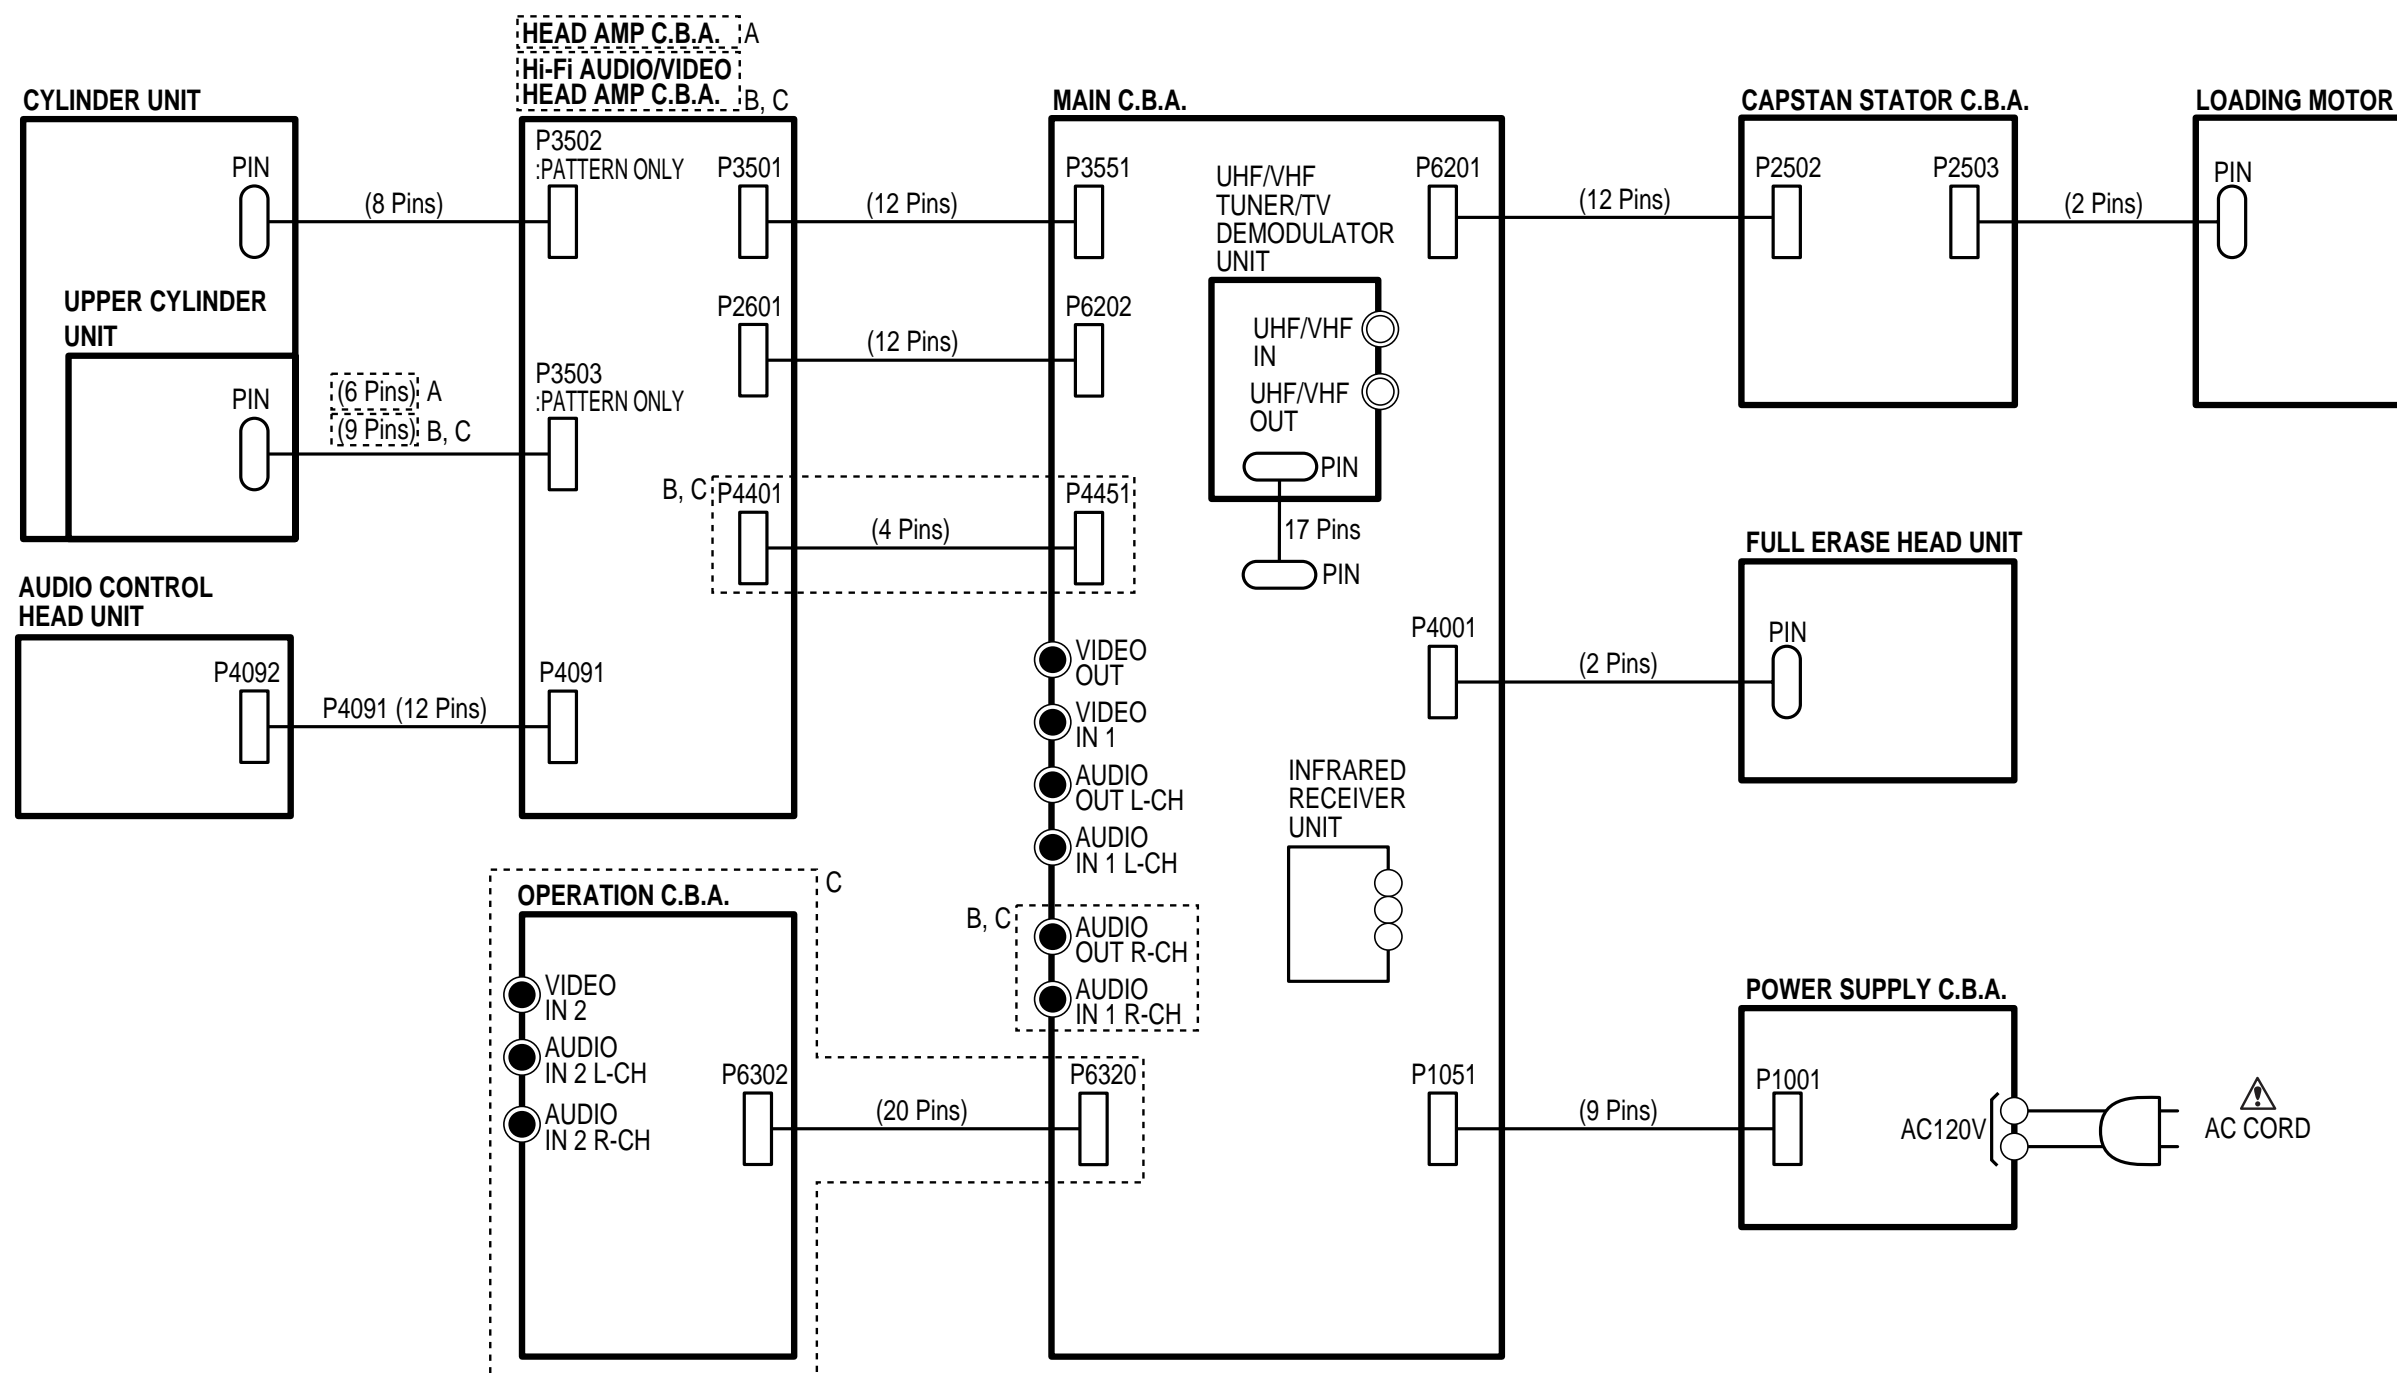 HEAD AMP C.B.A. A
Hi-Fi AUDIO/VIDEO
HEAD AMP C.B.A. B, C
CYLINDER UNIT
PIN
(8 Pins)
UPPER CYLINDER
UNIT
PIN
(6 Pins) A
(9 Pins) B, C
AUDIO CONTROL
HEAD UNIT
P4092
P4091 (12 Pins)
P3502
:PATTERN ONLY
P3501
(12 Pins)
P2601
(12 Pins)
P3503
:PATTERN ONLY
B, C
P4401
(4 Pins)
P4091
MAIN C.B.A.
P3551
P6202
P4451
UHF/VHF
TUNER/TV
DEMODULATOR
UNIT
UHF/VHF
IN
UHF/VHF
OUT
PIN
17 Pins
PIN
P6201
(12 Pins)
VIDEO
OUT
VIDEO
IN 1
AUDIO
OUT L-CH
AUDIO
IN 1 L-CH
B, C
AUDIO
OUT R-CH
AUDIO
IN 1 R-CH
INFRARED
RECEIVER
UNIT
P4001
(2 Pins)
P6320
P1051
(9 Pins)
CAPSTAN STATOR C.B.A.
P2502
P2503
(2 Pins)
LOADING MOTOR
PIN
FULL ERASE HEAD UNIT
PIN
POWER SUPPLY C.B.A.
P1001
AC120V
AC CORD
C
OPERATION C.B.A.
VIDEO
IN 2
AUDIO
IN 2 L-CH
AUDIO
IN 2 R-CH
P6302
(20 Pins)